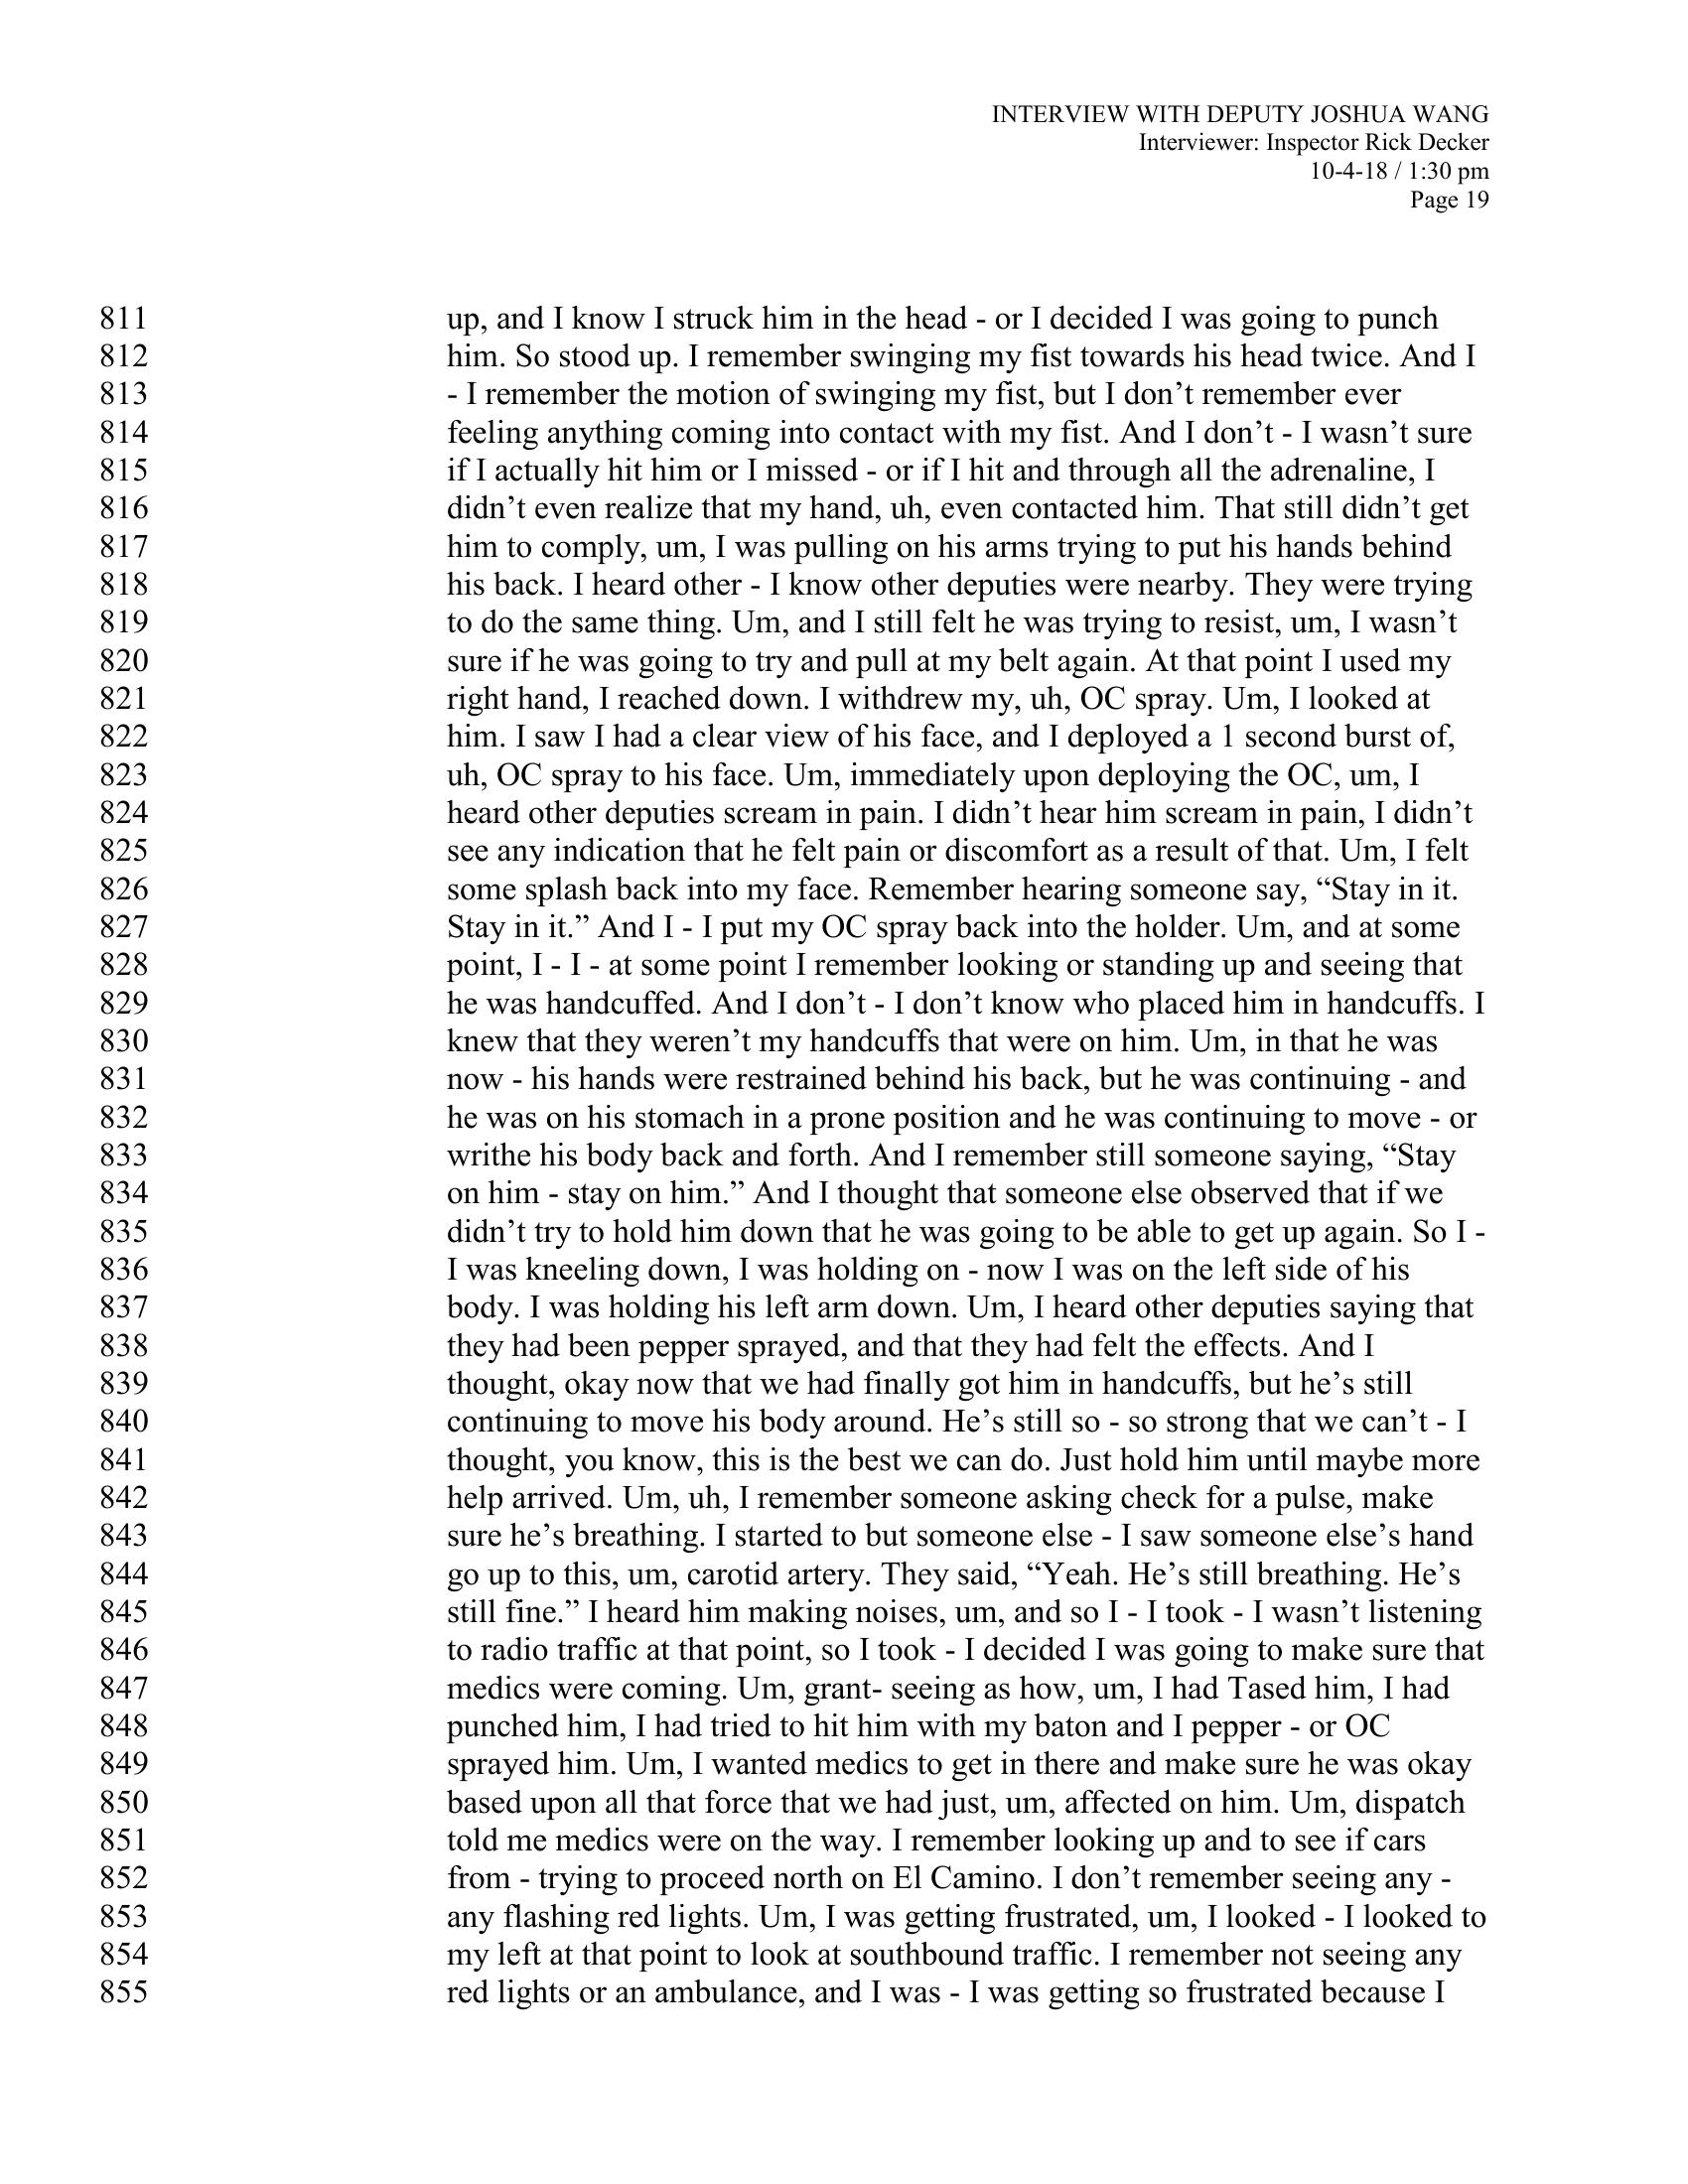 INTERVIEW WITH DEPUTY JOSHUA WANG
Interviewer: Inspector Rick Decker
10-4-18 / 1:30 pm
Page 19
811 up, and I know I struck him in the head - or I decided I was going to punch
812 him. So stood up. I remember swinging my fist towards his head twice. And I
813 - I remember the motion of swinging my fist, but I don’t remember ever
814 feeling anything coming into contact with my fist. And I don’t - I wasn’t sure
815 if I actually hit him or I missed - or if I hit and through all the adrenaline, I
816 didn’t even realize that my hand, uh, even contacted him. That still didn’t get
817 him to comply, um, I was pulling on his arms trying to put his hands behind
818 his back. I heard other - I know other deputies were nearby. They were trying
819 to do the same thing. Um, and I still felt he was trying to resist, um, I wasn’t
820 sure if he was going to try and pull at my belt again. At that point I used my
821 right hand, I reached down. I withdrew my, uh, OC spray. Um, I looked at
822 him. I saw I had a clear view of his face, and I deployed a 1 second burst of,
823 uh, OC spray to his face. Um, immediately upon deploying the OC, um, I
824 heard other deputies scream in pain. I didn’t hear him scream in pain, I didn’t
825 see any indication that he felt pain or discomfort as a result of that. Um, I felt
826 some splash back into my face. Remember hearing someone say, “Stay in it.
827 Stay in it.” And I - I put my OC spray back into the holder. Um, and at some
828 point, I - I - at some point I remember looking or standing up and seeing that
829 he was handcuffed. And I don’t - I don’t know who placed him in handcuffs. I
830 knew that they weren’t my handcuffs that were on him. Um, in that he was
831 now - his hands were restrained behind his back, but he was continuing - and
832 he was on his stomach in a prone position and he was continuing to move - or
833 writhe his body back and forth. And I remember still someone saying, “Stay
834 on him - stay on him.” And I thought that someone else observed that if we
835 didn’t try to hold him down that he was going to be able to get up again. So I -
836 I was kneeling down, I was holding on - now I was on the left side of his
837 body. I was holding his left arm down. Um, I heard other deputies saying that
838 they had been pepper sprayed, and that they had felt the effects. And I
839 thought, okay now that we had finally got him in handcuffs, but he’s still
840 continuing to move his body around. He’s still so - so strong that we can’t - I
841 thought, you know, this is the best we can do. Just hold him until maybe more
842 help arrived. Um, uh, I remember someone asking check for a pulse, make
843 sure he’s breathing. I started to but someone else - I saw someone else’s hand
844 go up to this, um, carotid artery. They said, “Yeah. He’s still breathing. He’s
845 still fine.” I heard him making noises, um, and so I - I took - I wasn’t listening
846 to radio traffic at that point, so I took - I decided I was going to make sure that
847 medics were coming. Um, grant- seeing as how, um, I had Tased him, I had
848 punched him, I had tried to hit him with my baton and I pepper - or OC
849 sprayed him. Um, I wanted medics to get in there and make sure he was okay
850 based upon all that force that we had just, um, affected on him. Um, dispatch
851 told me medics were on the way. I remember looking up and to see if cars
852 from - trying to proceed north on El Camino. I don’t remember seeing any -
853 any flashing red lights. Um, I was getting frustrated, um, I looked - I looked to
854 my left at that point to look at southbound traffic. I remember not seeing any
855 red lights or an ambulance, and I was - I was getting so frustrated because I